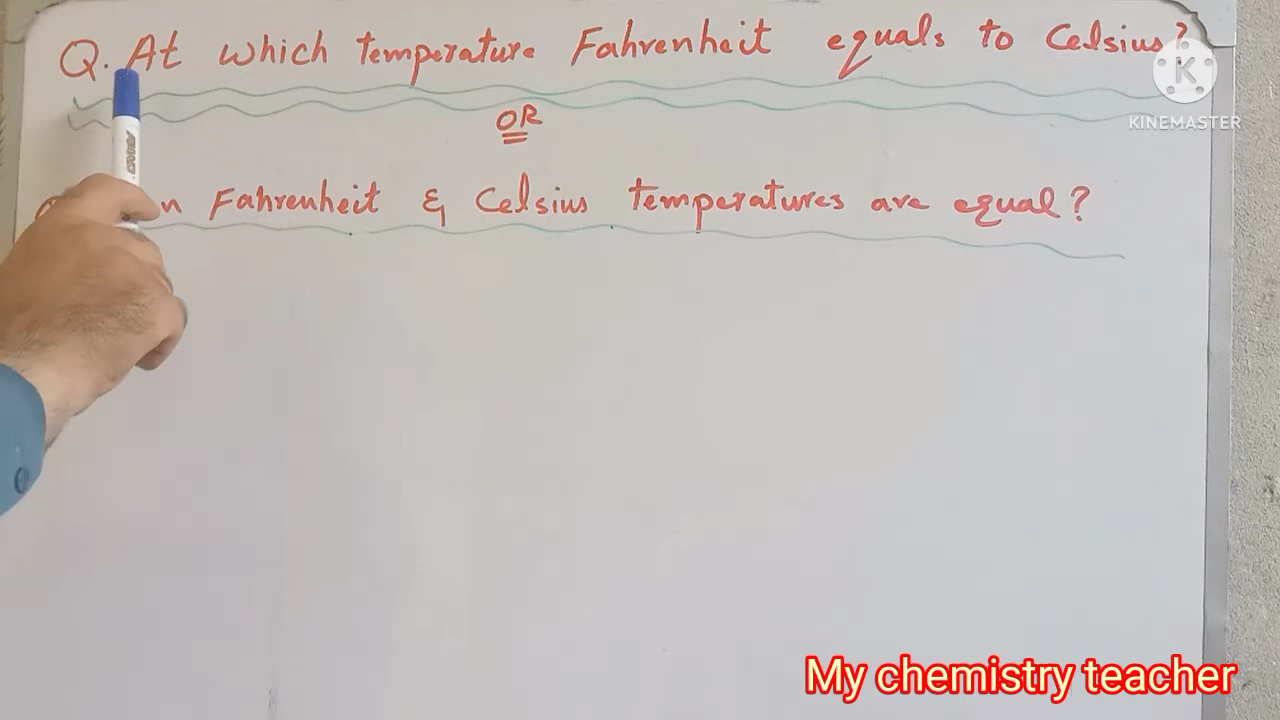 Q. At which temperature Fahrenheit equals to Celsius?
K
KINEMASTER
OR
Fahrenheit & Celsius temperatures are equal?
My chemistry teacher